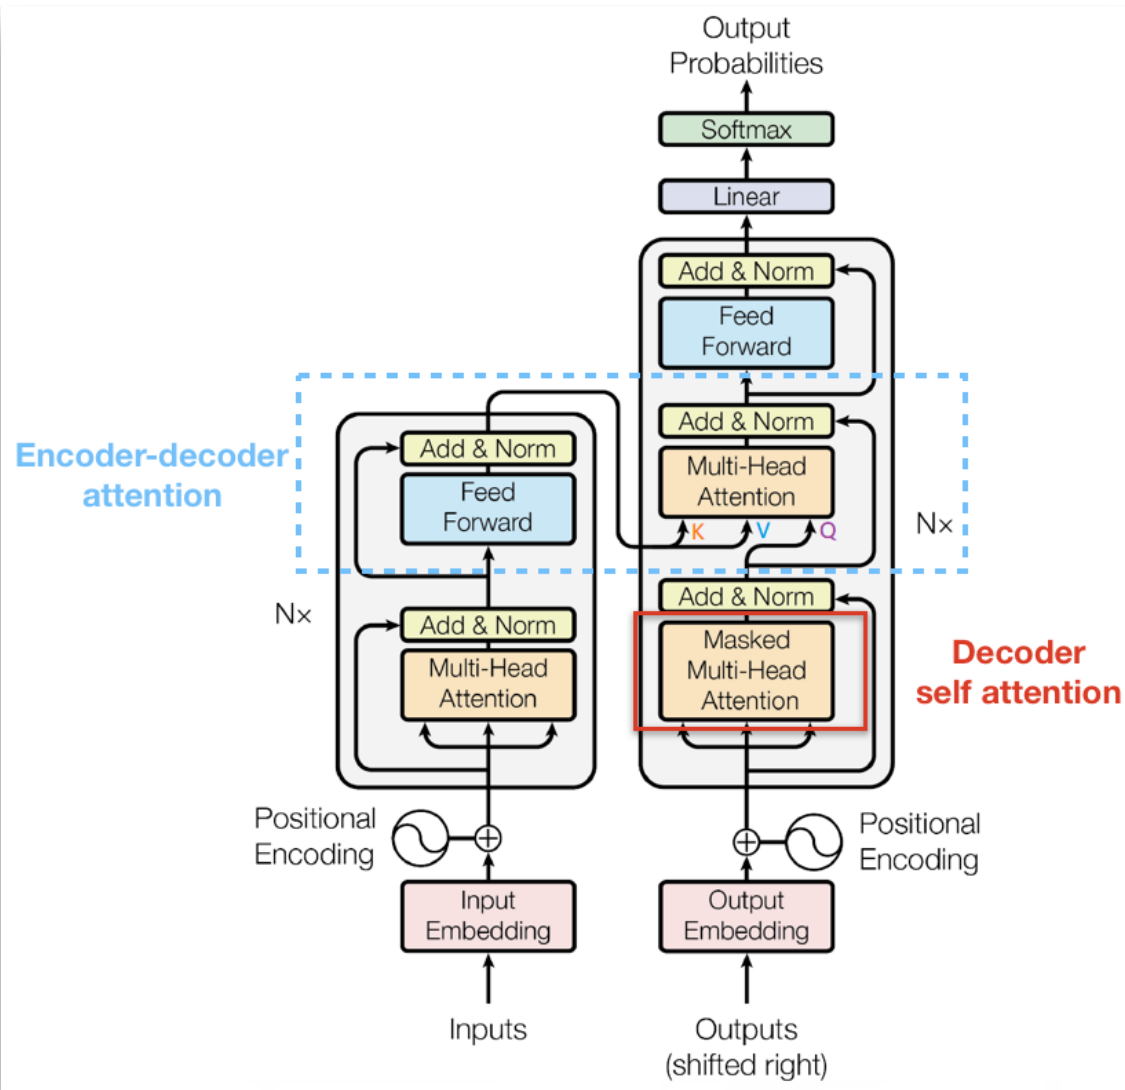 Output
Probabilities
Softmax
Linear
Add & Norm
Feed
Forward
Add & Norm
Multi-Head
Attention
K V Q
N×
Add & Norm
Masked
Multi-Head
Attention
Decoder
self attention
Encoder-decoder
attention
Add & Norm
Feed
Forward
N×
Add & Norm
Multi-Head
Attention
Positional
Encoding
Positional
Encoding
Input
Embedding
Output
Embedding
Inputs
Outputs
(shifted right)